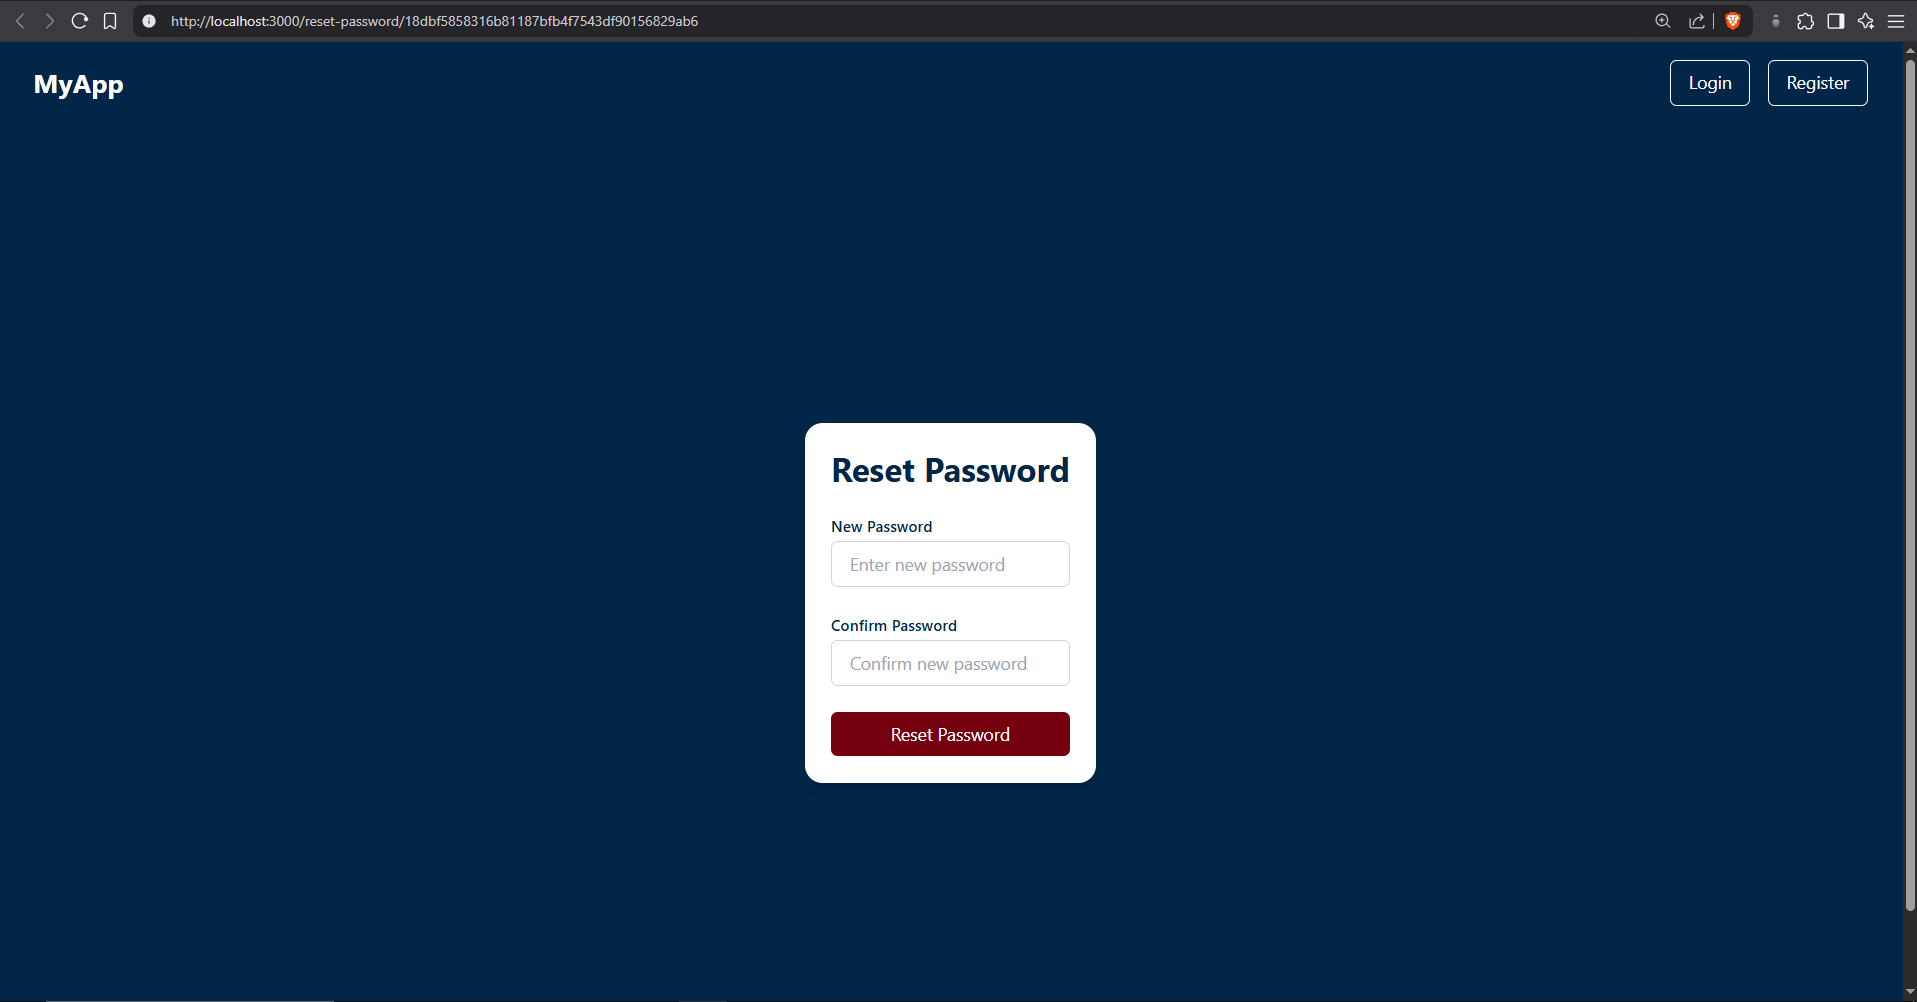 http://localhost:3000/reset-password/18dbf5858316b81187bfb4f7543df90156829ab6
MyApp
Login
Register
Reset Password
New Password
Enter new password
Confirm Password
Confirm new password
Reset Password